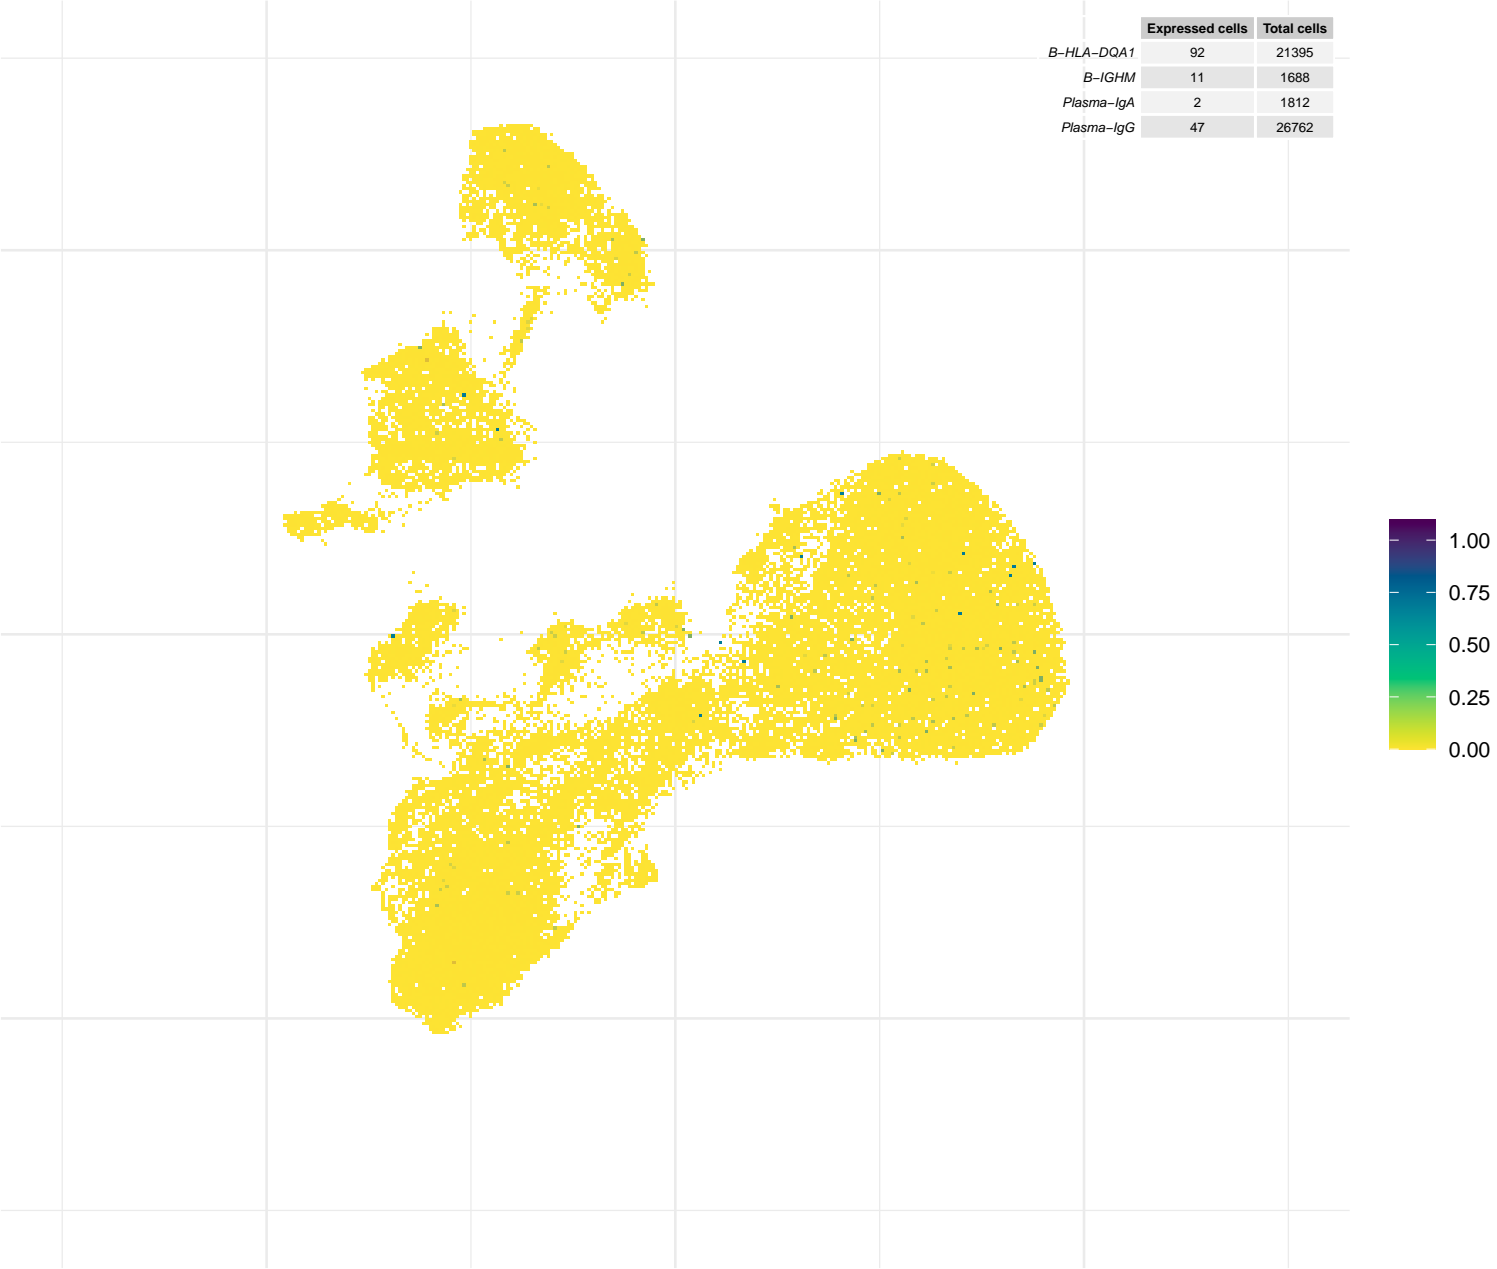 Expressed cells Total cells
B−HLA−DQA1 92 21395
B−IGHM 11 1688
Plasma−IgA 2 1812
Plasma−IgG 47 26762
1.00
0.75
0.50
0.25
0.00